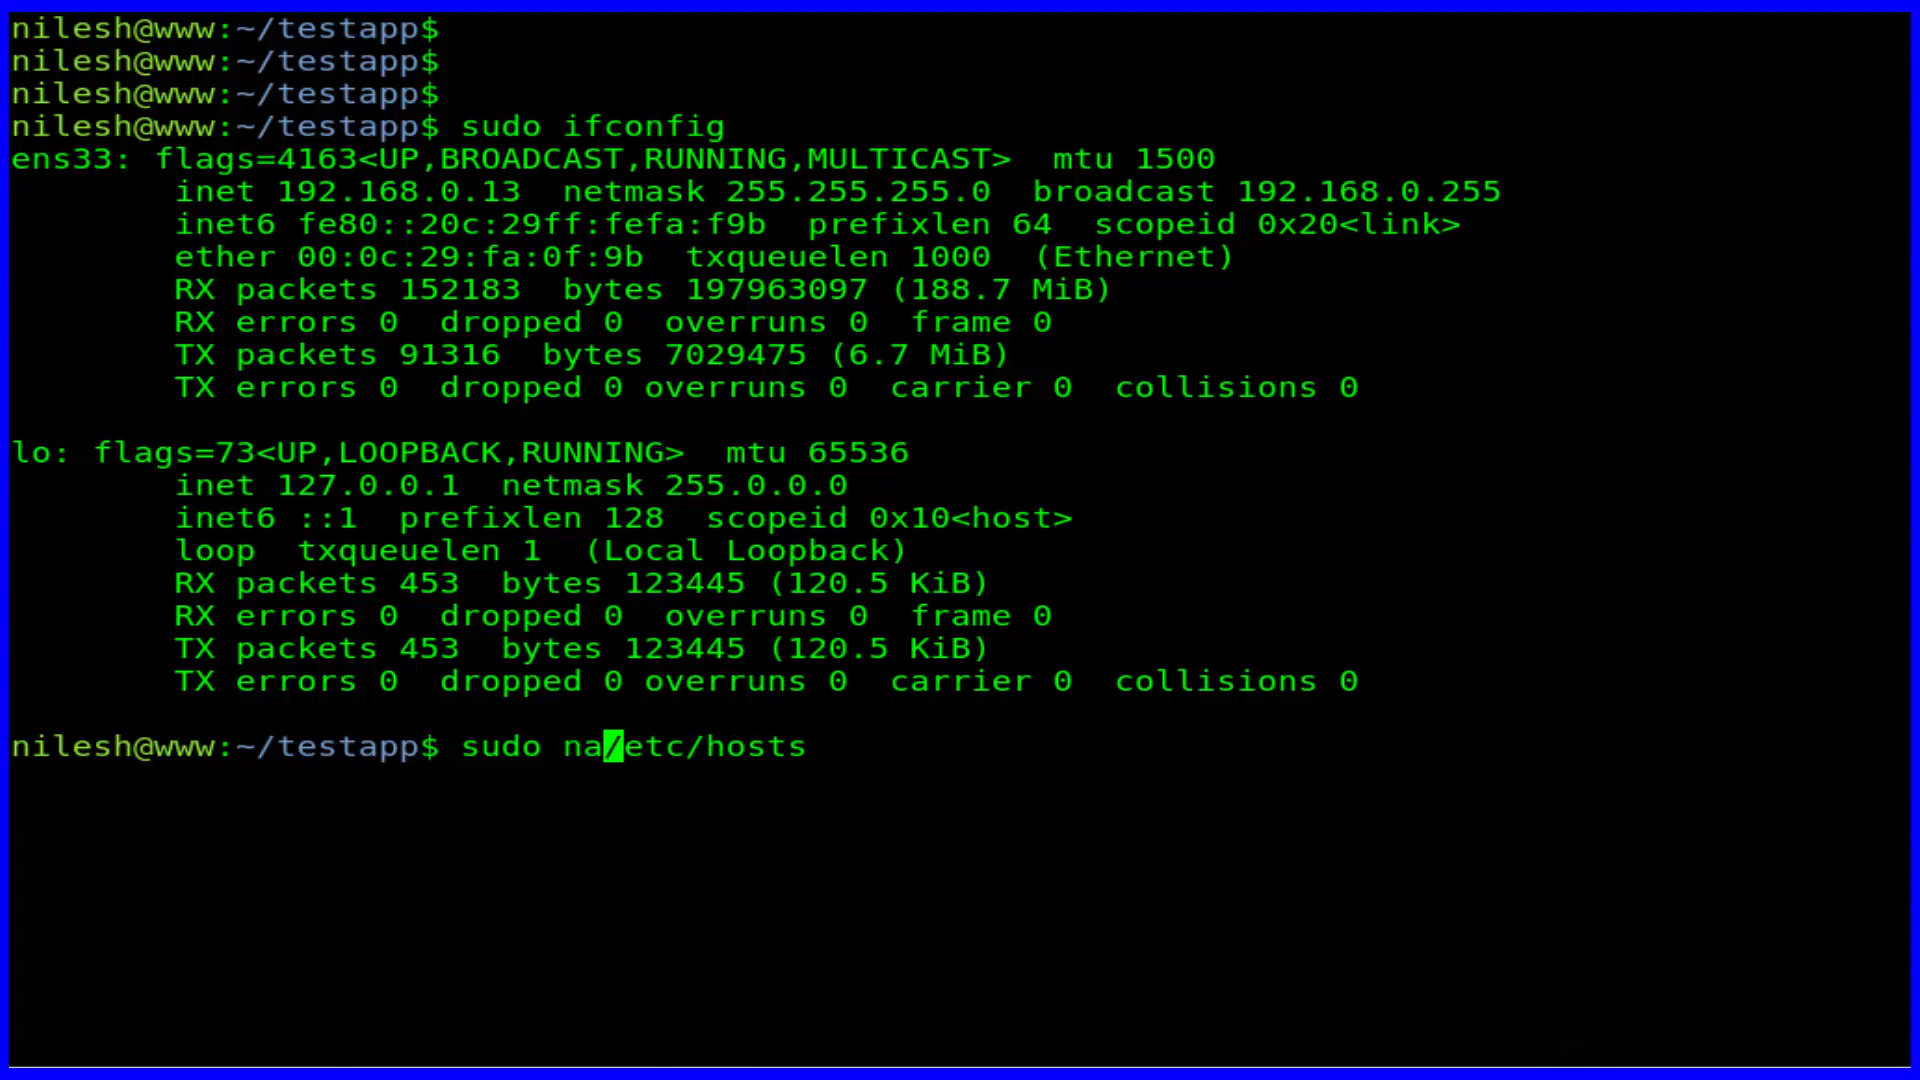 nilesh@www:~/testapp$
nilesh@www:~/testapp$
nilesh@www:~/testapp$
nilesh@www:~/testapp$ sudo ifconfig
ens33: flags=4163<UP,BROADCAST,RUNNING,MULTICAST>  mtu 1500
        inet 192.168.0.13  netmask 255.255.255.0  broadcast 192.168.0.255
        inet6 fe80::20c:29ff:fefa:f9b  prefixlen 64  scopeid 0x20<link>
        ether 00:0c:29:fa:0f:9b  txqueuelen 1000  (Ethernet)
        RX packets 152183  bytes 197963097 (188.7 MiB)
        RX errors 0  dropped 0  overruns 0  frame 0
        TX packets 91316  bytes 7029475 (6.7 MiB)
        TX errors 0  dropped 0 overruns 0  carrier 0  collisions 0
lo: flags=73<UP,LOOPBACK,RUNNING>  mtu 65536
        inet 127.0.0.1  netmask 255.0.0.0
        inet6 ::1  prefixlen 128  scopeid 0x10<host>
        loop  txqueuelen 1  (Local Loopback)
        RX packets 453  bytes 123445 (120.5 KiB)
        RX errors 0  dropped 0  overruns 0  frame 0
        TX packets 453  bytes 123445 (120.5 KiB)
        TX errors 0  dropped 0 overruns 0  carrier 0  collisions 0
nilesh@www:~/testapp$ sudo na/etc/hosts